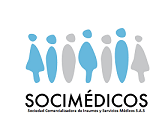 SOCIMÉDICOS
Sociedad Comercializadora de Insumos y Servicios Médicos S.A.S